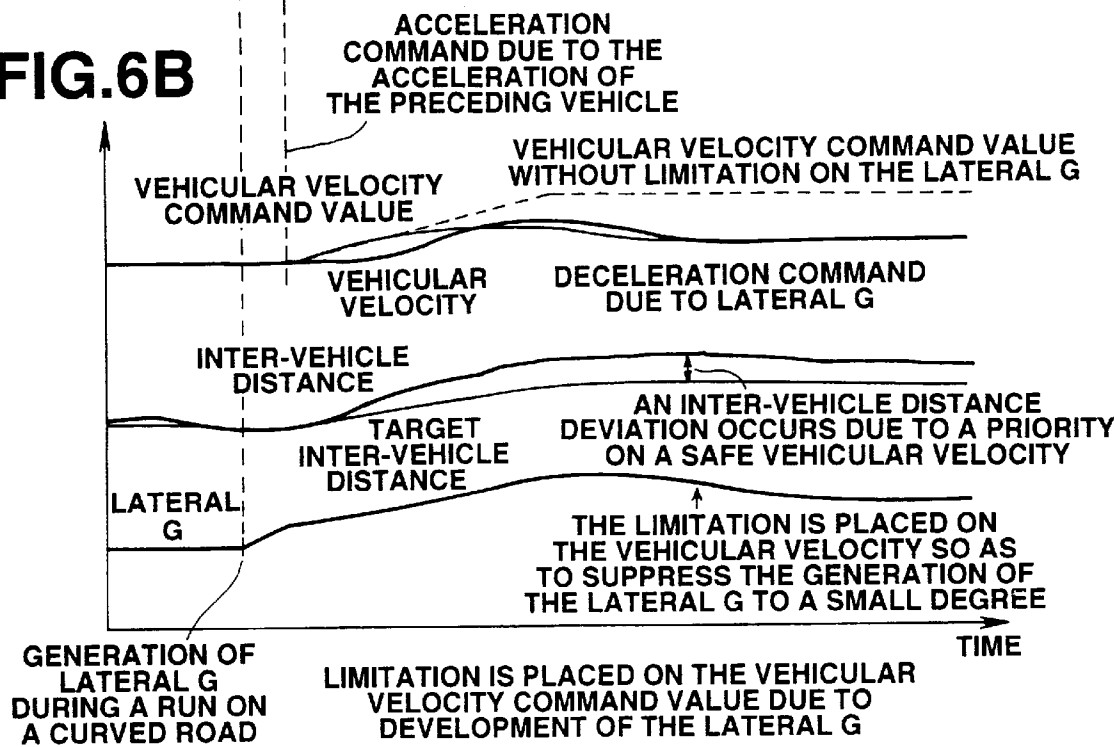 FIG.6B
ACCELERATION
COMMAND DUE TO THE
ACCELERATION OF
THE PRECEDING VEHICLE
VEHICULAR VELOCITY COMMAND VALUE
WITHOUT LIMITATION ON THE LATERAL G
VEHICULAR VELOCITY
COMMAND VALUE
VEHICULAR
VELOCITY
DECELERATION COMMAND
DUE TO LATERAL G
INTER-VEHICLE
DISTANCE
TARGET
INTER-VEHICLE
DISTANCE
AN INTER-VEHICLE DISTANCE
DEVIATION OCCURS DUE TO A PRIORITY
ON A SAFE VEHICULAR VELOCITY
LATERAL
G
THE LIMITATION IS PLACED ON
THE VEHICULAR VELOCITY SO AS
TO SUPPRESS THE GENERATION OF
THE LATERAL G TO A SMALL DEGREE
TIME
GENERATION OF
LATERAL G
DURING A RUN ON
A CURVED ROAD
LIMITATION IS PLACED ON THE VEHICULAR
VELOCITY COMMAND VALUE DUE TO
DEVELOPMENT OF THE LATERAL G